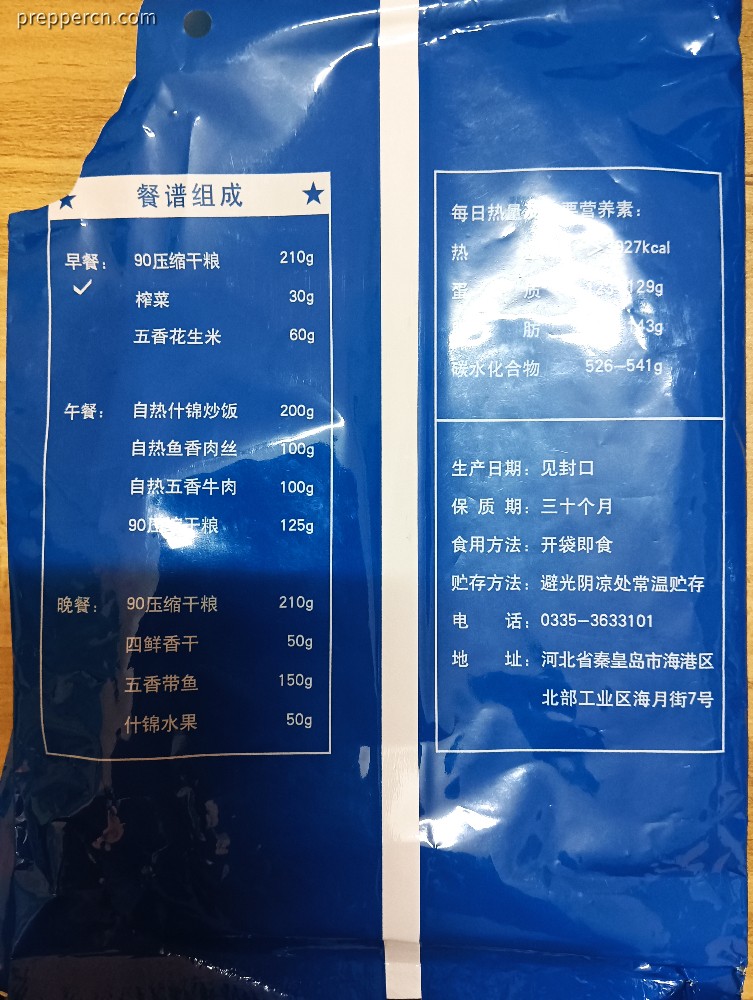 preppercn.com
餐谱组成
早餐： 90压缩干粮 210g
榨菜 30g
五香花生米 60g
午餐： 自热什锦炒饭 200g
自热鱼香肉丝 100g
自热五香牛肉 100g
90压缩干粮 125g
晚餐： 90压缩干粮 210g
四鲜香干 50g
五香带鱼 150g
什锦水果 50g
每日热量 要营养素：
热 27kcal
蛋 质 129g
肪 143g
碳水化合物 526-541g
生产日期：见封口
保 质 期：三十个月
食用方法：开袋即食
贮存方法：避光阴凉处常温贮存
电 话：0335-3633101
地 址：河北省秦皇岛市海港区
北部工业区海月街7号